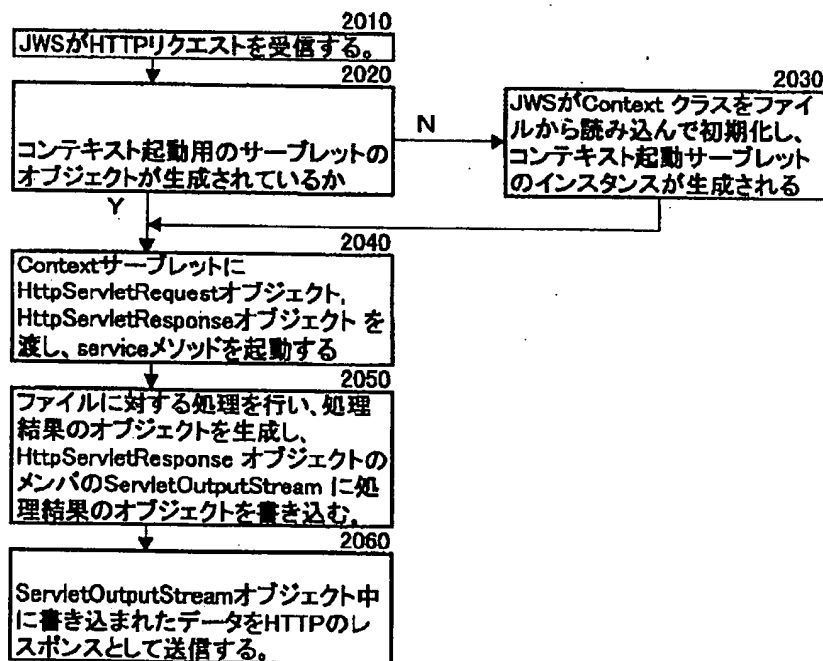 2010
JWSがHTTPリクエストを受信する。
2020
コンテキスト起動用のサーブレットの
オブジェクトが生成されているか
N
2030
JWSがContext クラスをファイ
ルから読み込んで初期化し、
コンテキスト起動サーブレット
のインスタンスが生成される
Y
2040
Contextサーブレットに
HttpServletRequestオブジェクト,
HttpServletResponseオブジェクト を
渡し、serviceメソッドを起動する
2050
ファイルに対する処理を行い、処理
結果のオブジェクトを生成し、
HttpServletResponse オブジェクトの
メンバのServletOutputStream に処
理結果のオブジェクトを書き込む。
2060
ServletOutputStreamオブジェクト中
に書き込まれたデータをHTTPのレ
スポンスとして送信する。